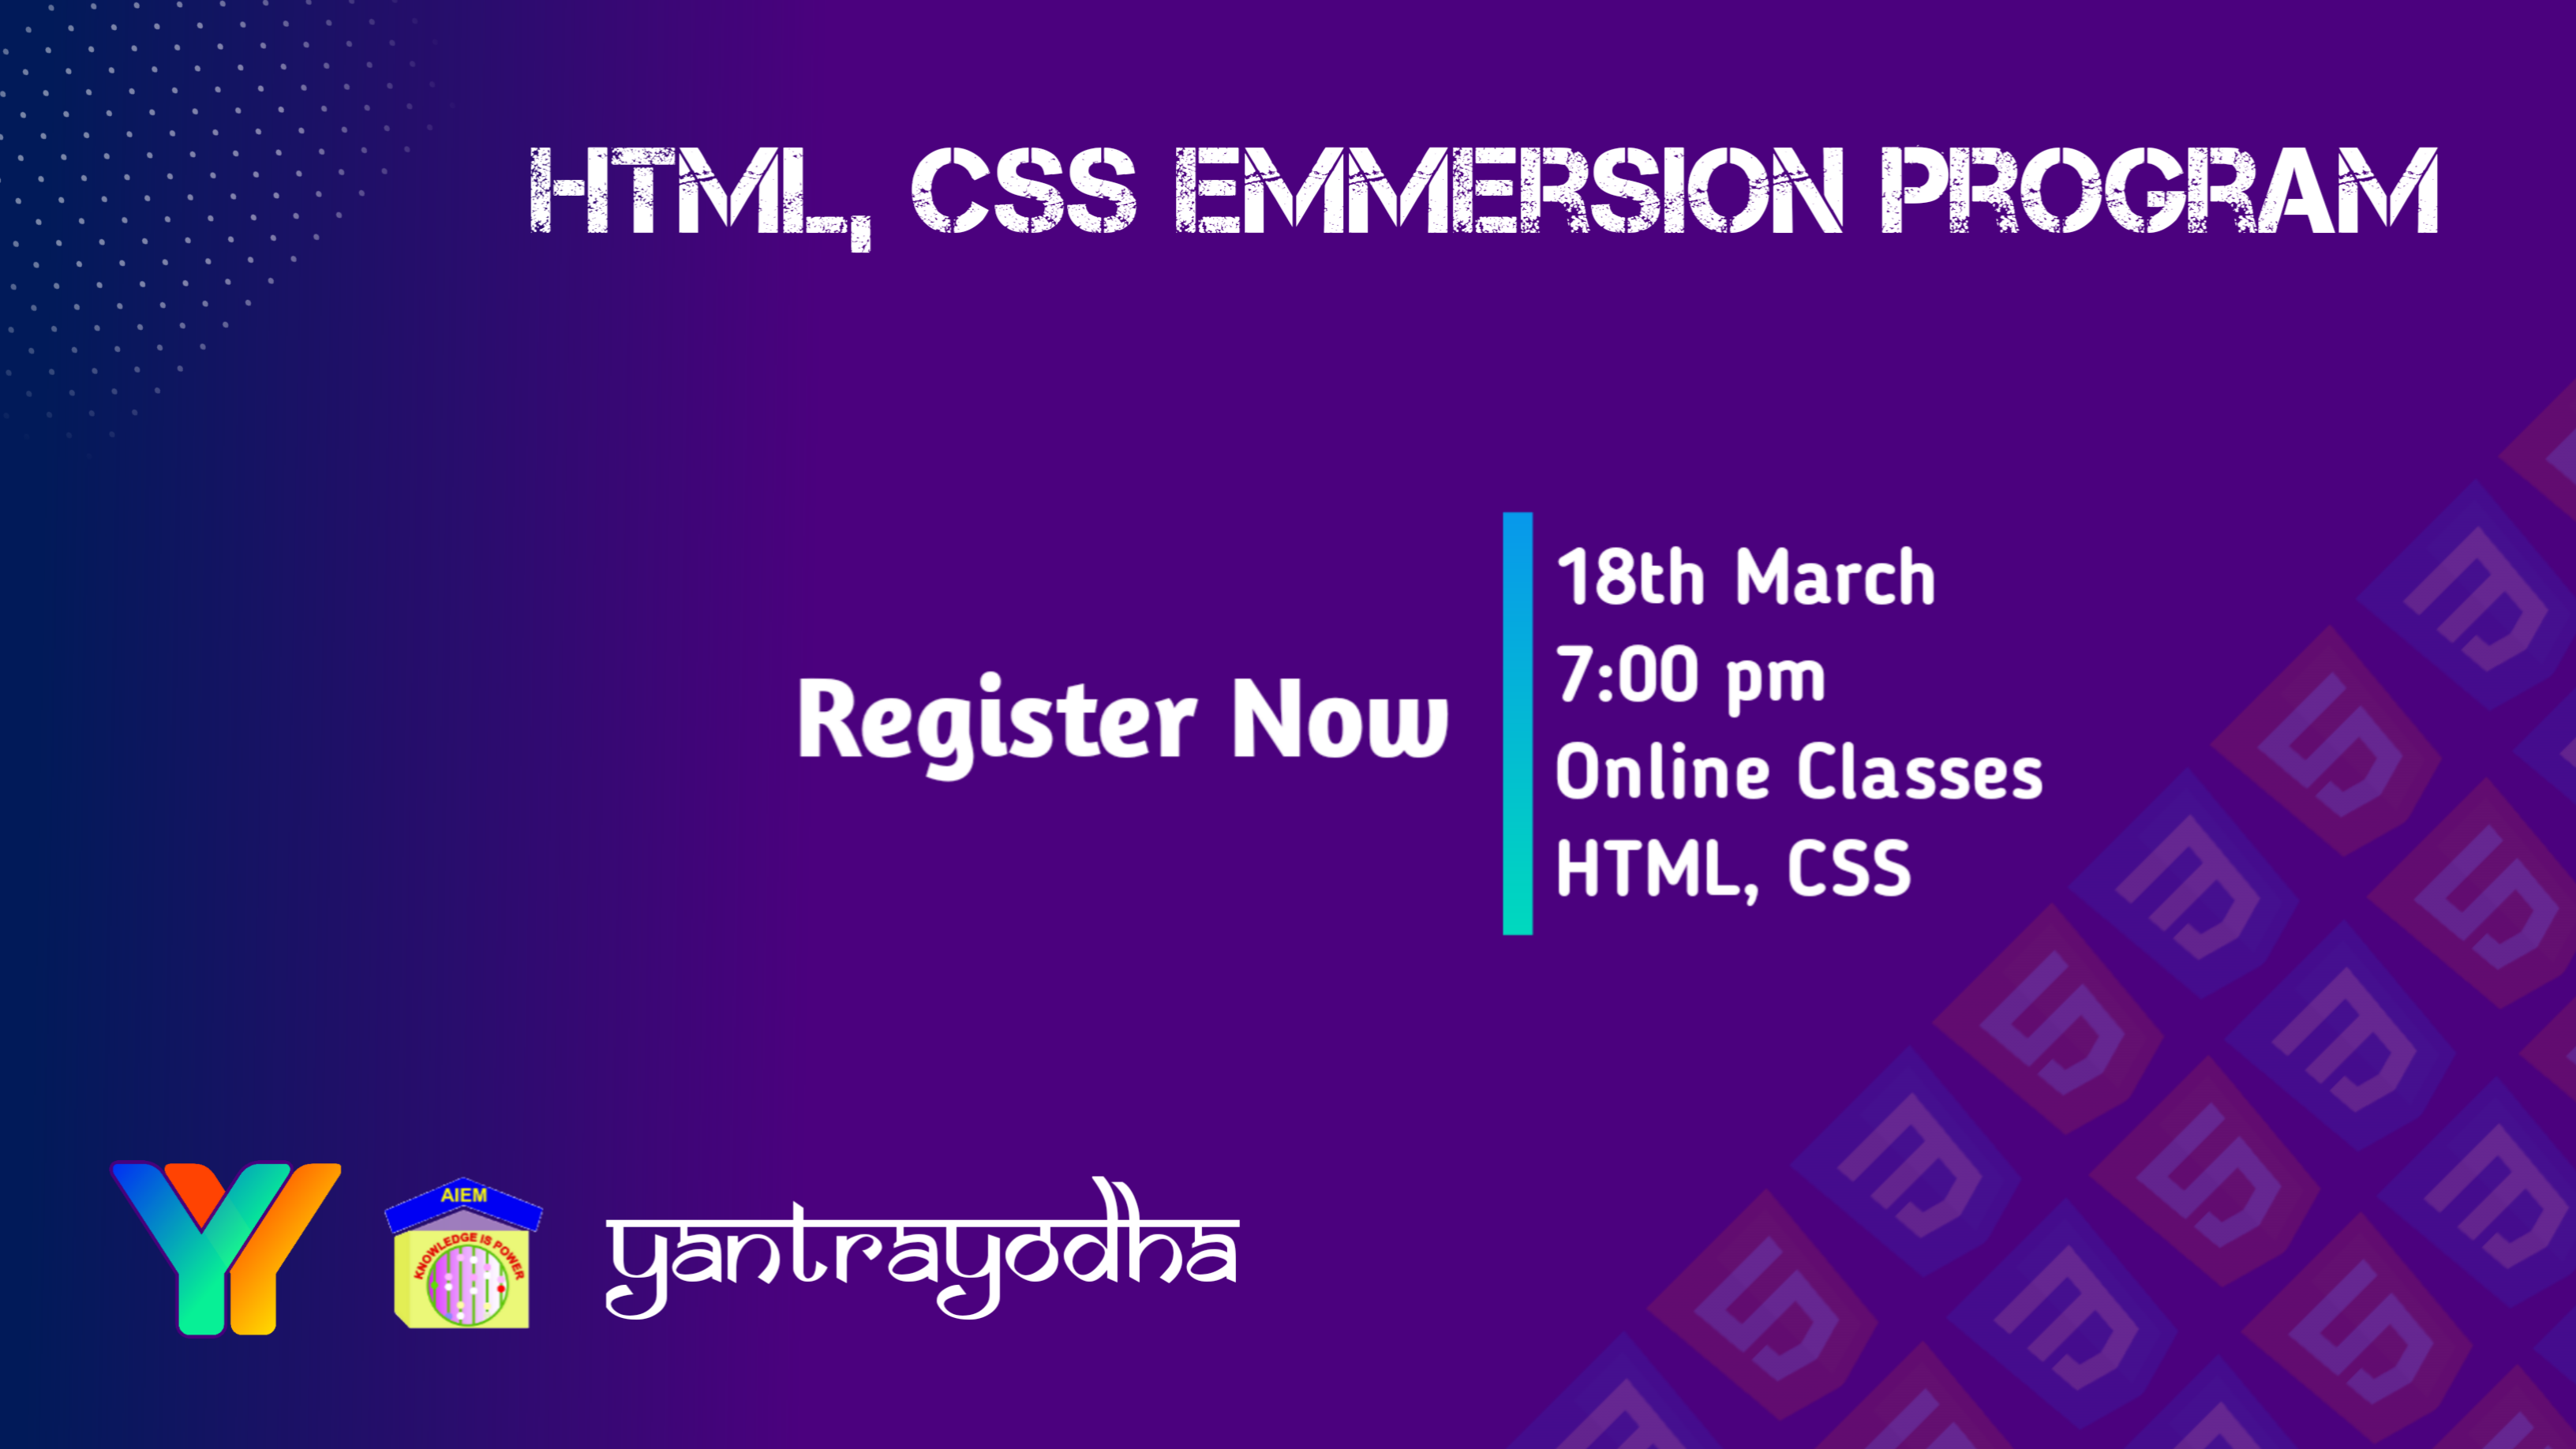 HTML, CSS EMMERSION PROGRAM
Register Now
18th March
7:00 pm
Online Classes
HTML, CSS
AIEM
KNOWLEDGE IS POWER
yantrayodha